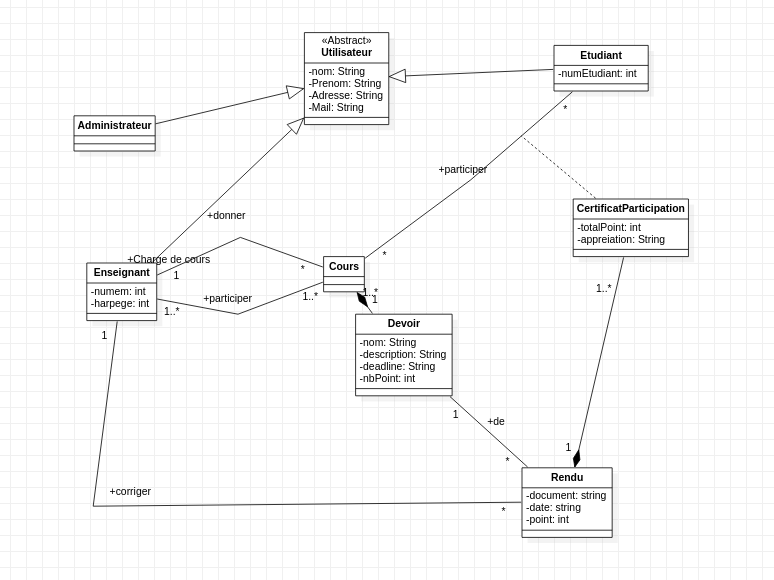 «Abstract»
Utilisateur
-nom: String
-Prenom: String
-Adresse: String
-Mail: String
Etudiant
-numEtudiant: int
*
Administrateur
+participer
*
CertificatParticipation
-totalPoint: int
-appreiation: String
1..*
+donner
+Charge de cours
1
*
Enseignant
-numem: int
-harpege: int
Cours
+participer
1..*
1..*
1..*
1
Devoir
-nom: String
-description: String
-deadline: String
-nbPoint: int
1
1
+de
*
1
Rendu
-document: string
-date: string
-point: int
+corriger
*